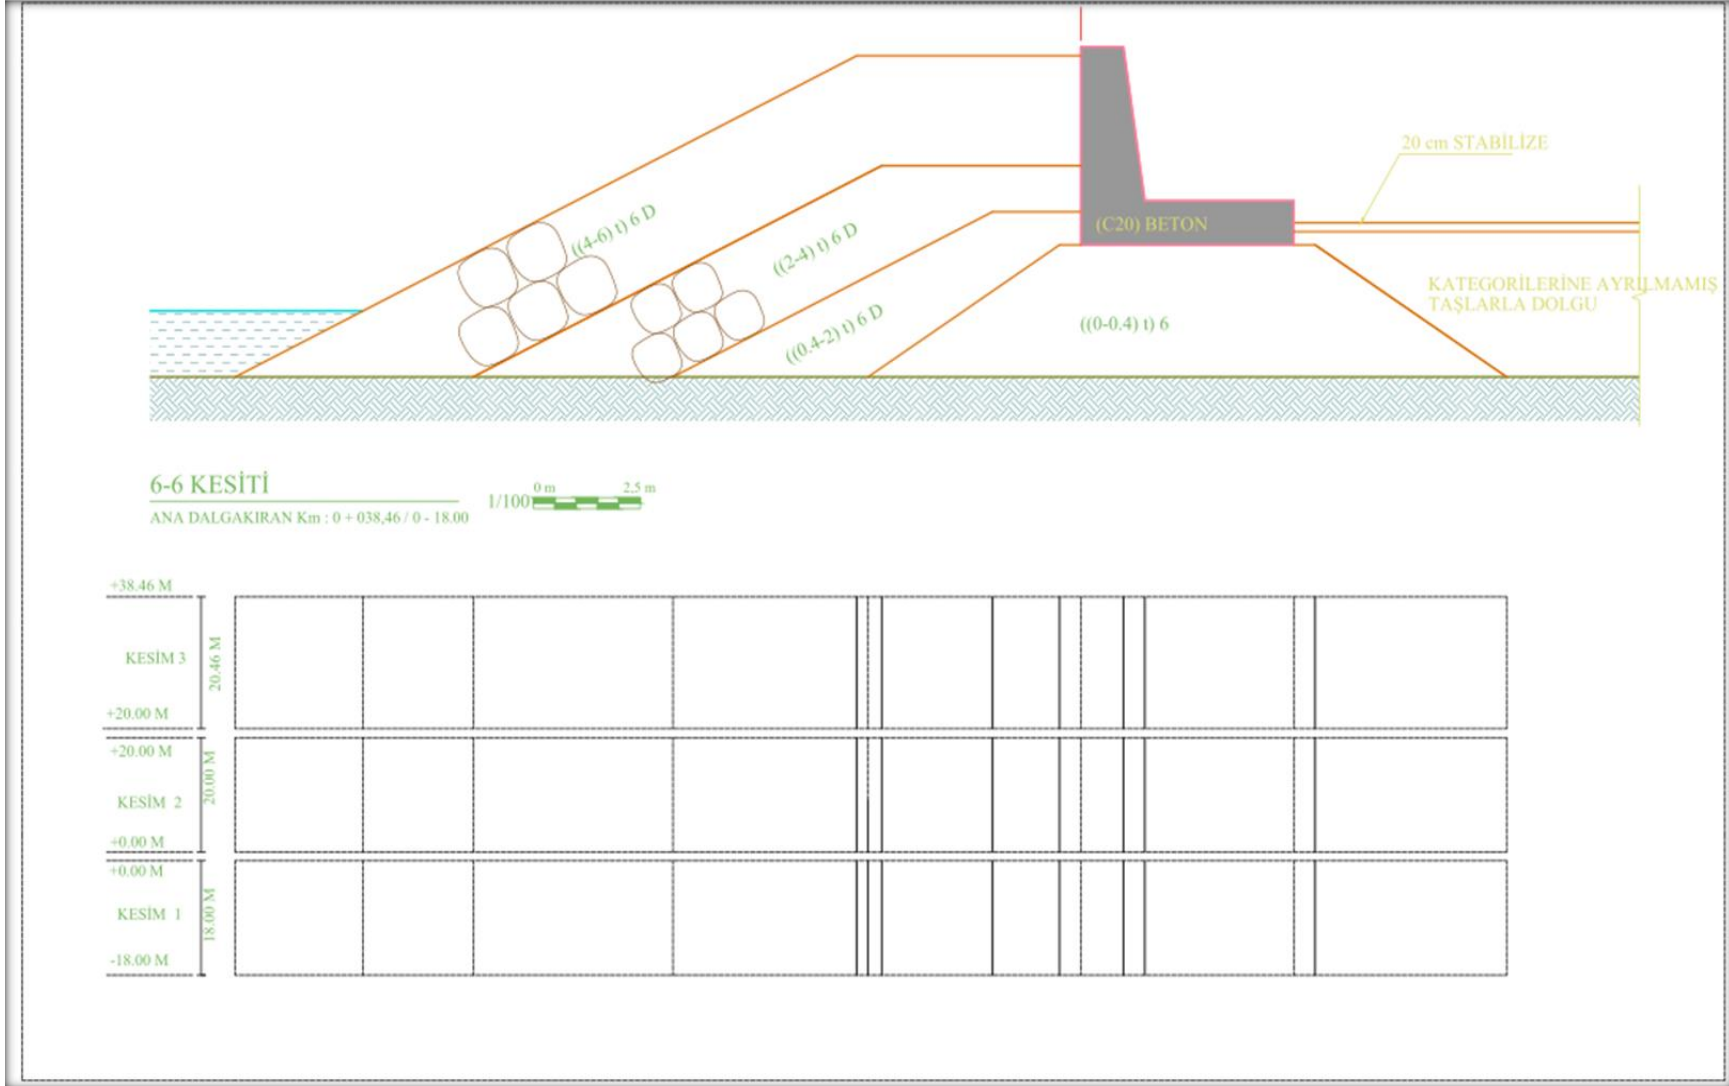 20 cm STABİLİZE
((4-6) t) 6 D
((2-4) t) 6 D
(C20) BETON
KATEGORİLERİNE AYRILMAMIŞ
TAŞLARLA DOLGU
((0.4-2) t) 6 D
((0-0.4) t) 6
6-6 KESİTİ
ANA DALGAKIRAN Km : 0 + 038,46 / 0 - 18.00
1/100
0 m
2,5 m
+38.46 M
KESİM 3
20.46 M
+20.00 M
+20.00 M
KESİM 2
20.00 M
+0.00 M
+0.00 M
KESİM 1
18.00 M
-18.00 M